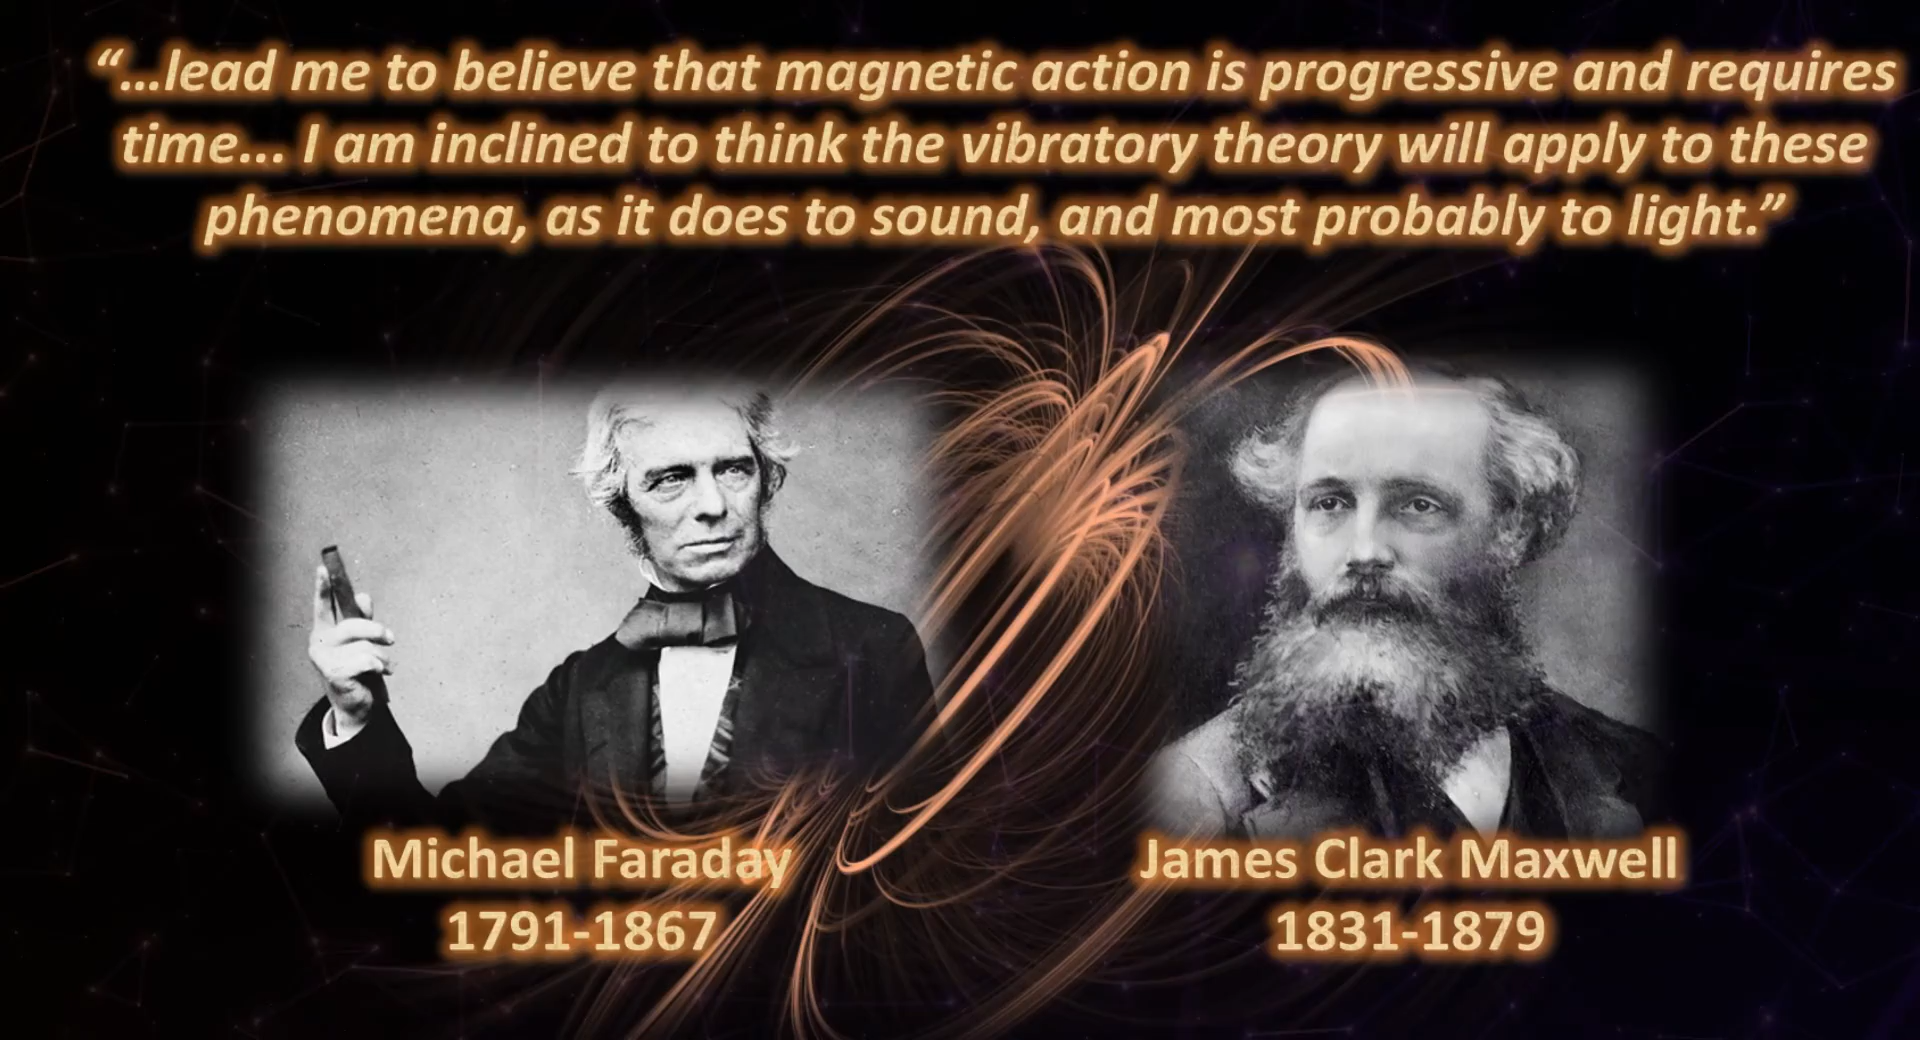 “...lead me to believe that magnetic action is progressive and requires
time... I am inclined to think the vibratory theory will apply to these
phenomena, as it does to sound, and most probably to light.”
Michael Faraday
1791-1867
James Clark Maxwell
1831-1879